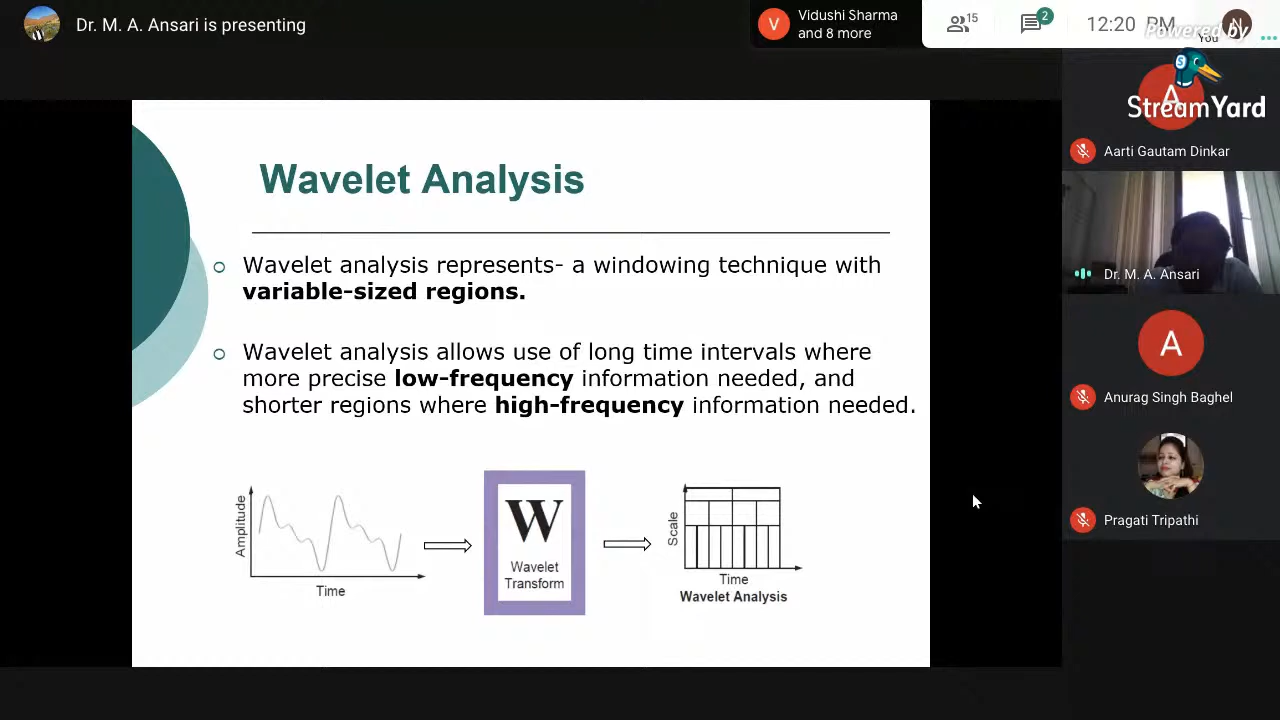 Dr. M. A. Ansari is presenting
Vidushi Sharma
and 8 more
V
15
2
12:20 PM
N
You
Powered by
S
StreamYard
A
Aarti Gautam Dinkar
Dr. M. A. Ansari
A
Anurag Singh Baghel
Pragati Tripathi
Wavelet Analysis
Wavelet analysis represents- a windowing technique with
variable-sized regions.
Wavelet analysis allows use of long time intervals where
more precise low-frequency information needed, and
shorter regions where high-frequency information needed.
Amplitude
Time
W
Wavelet
Transform
Scale
Time
Wavelet Analysis